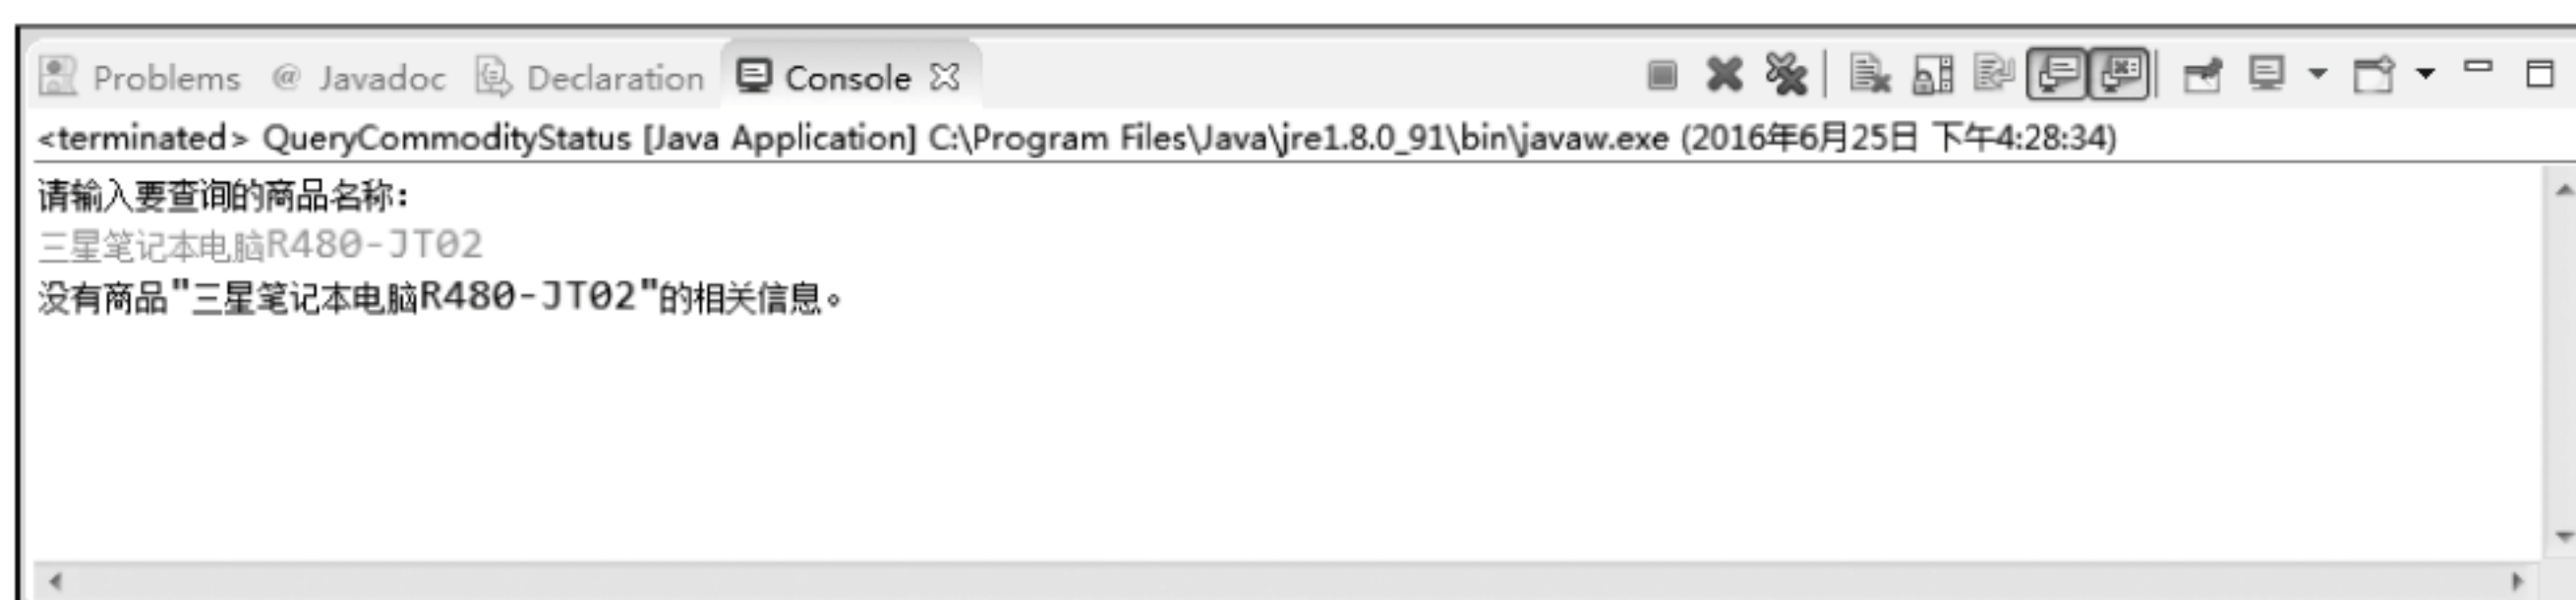 Problems @ Javadoc Declaration Console
<terminated> QueryCommodityStatus [Java Application] C:\Program Files\Java\jre1.8.0_91\bin\javaw.exe (2016年6月25日 下午4:28:34)
请输入要查询的商品名称：
三星笔记本电脑R480-JT02
没有商品"三星笔记本电脑R480-JT02"的相关信息。